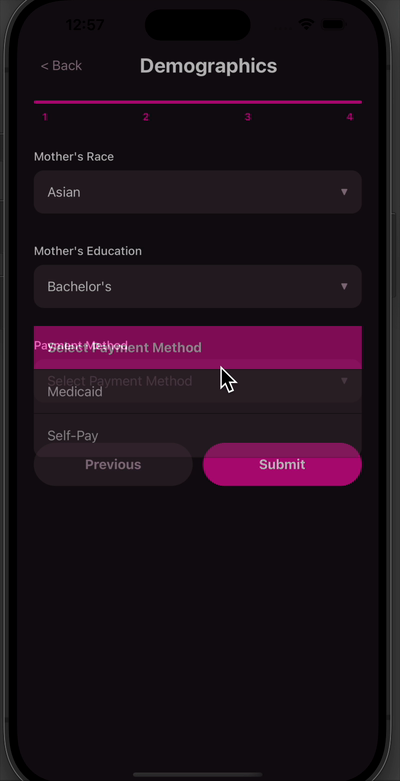 12:57
< Back
Demographics
1 2 3 4
Mother's Race
Asian
Mother's Education
Bachelor's
Payment Method
Select Payment Method
Select Payment Method
Medicaid
Self-Pay
Previous
Submit